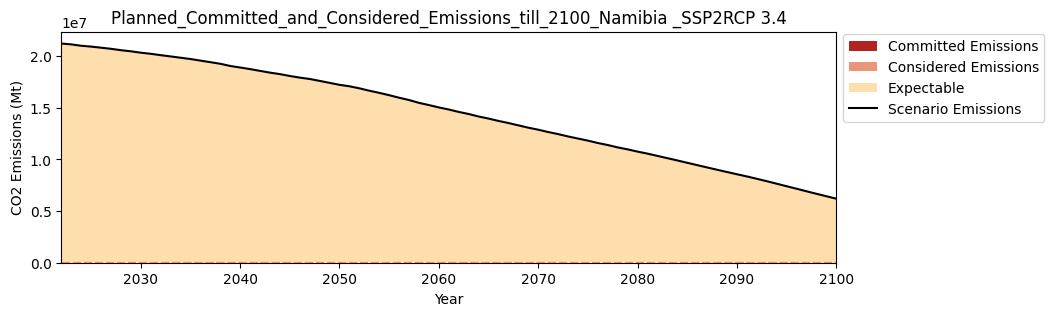 Planned_Committed_and_Considered_Emissions_till_2100_Namibia _SSP2RCP 3.4
1e7
2.0
1.5
1.0
0.5
0.0
CO2 Emissions (Mt)
2030 2040 2050 2060 2070 2080 2090 2100
Year
Committed Emissions
Considered Emissions
Expectable
Scenario Emissions